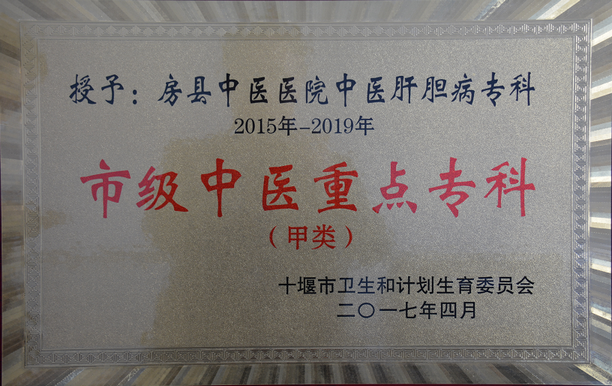 授予：房县中医医院中医肝胆病专科
2015年-2019年
市级中医重点专科
（甲类）
十堰市卫生和计划生育委员会
二〇一七年四月